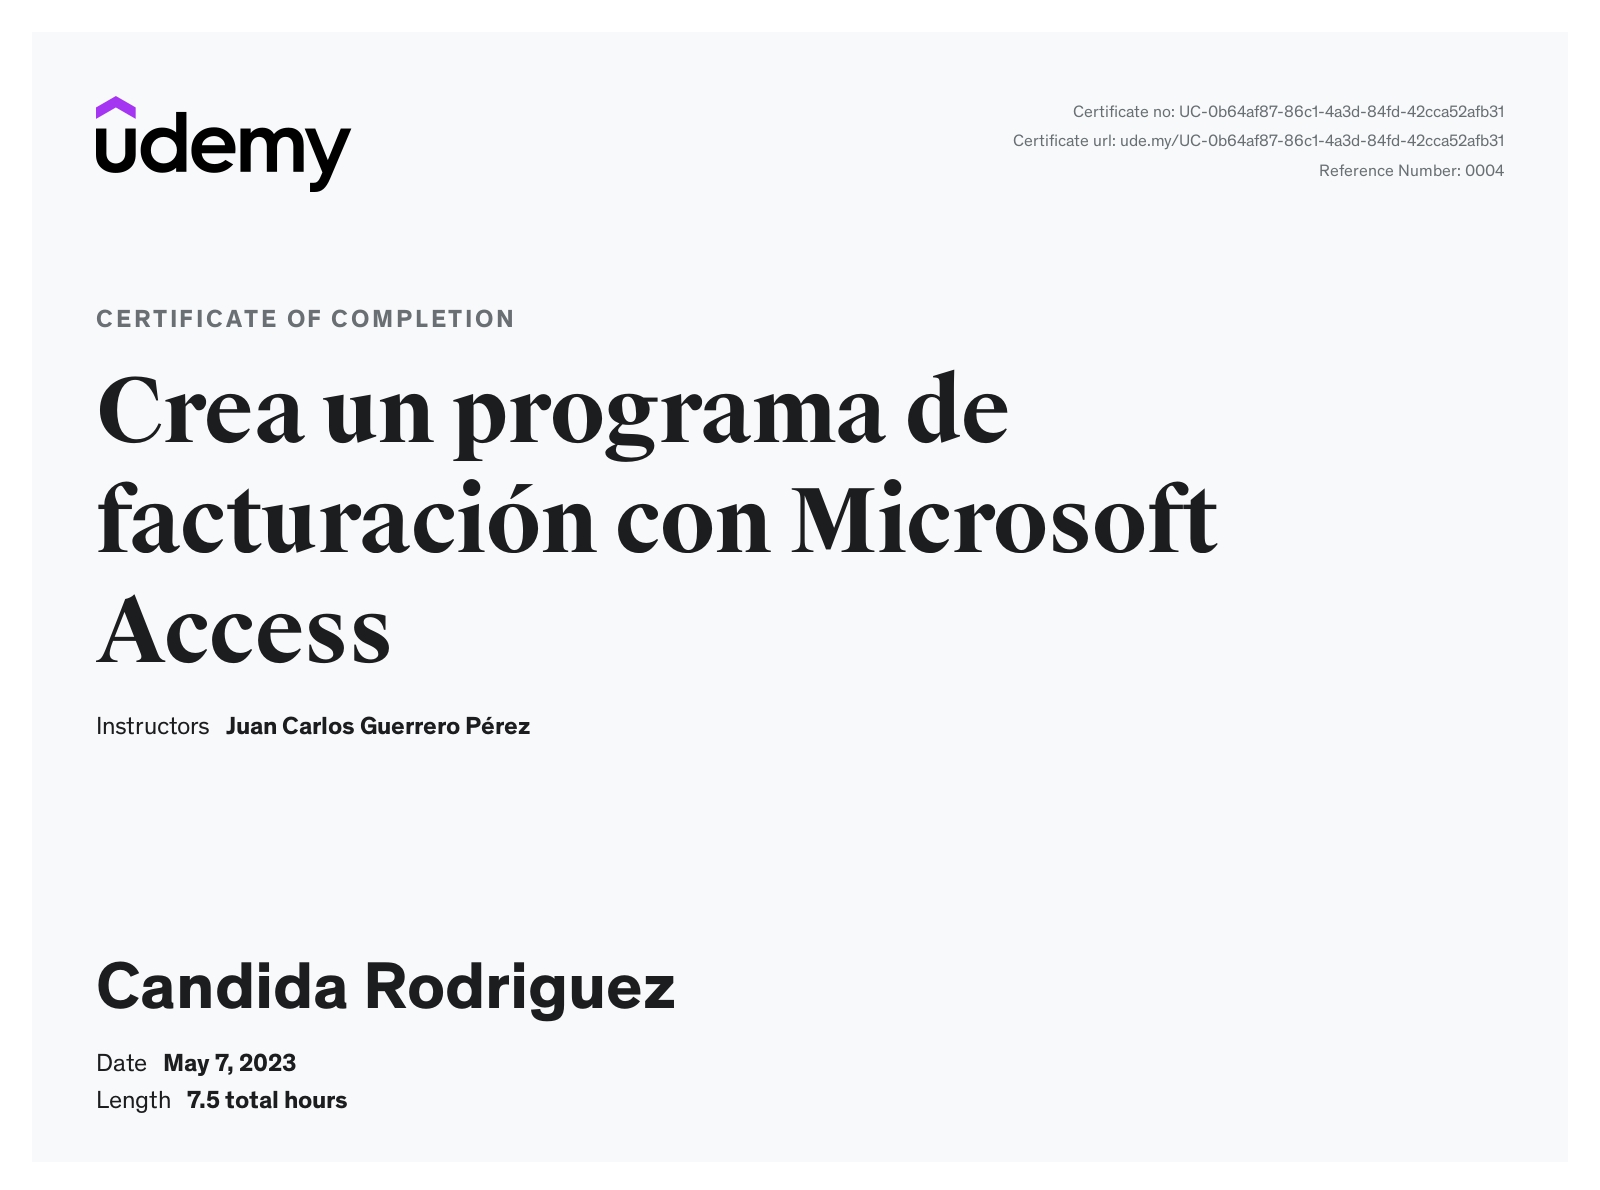 udemy
Certificate no: UC-0b64af87-86c1-4a3d-84fd-42cca52afb31
Certificate url: ude.my/UC-0b64af87-86c1-4a3d-84fd-42cca52afb31
Reference Number: 0004
CERTIFICATE OF COMPLETION
Crea un programa de
facturación con Microsoft
Access
Instructors Juan Carlos Guerrero Pérez
Candida Rodriguez
Date May 7, 2023
Length 7.5 total hours